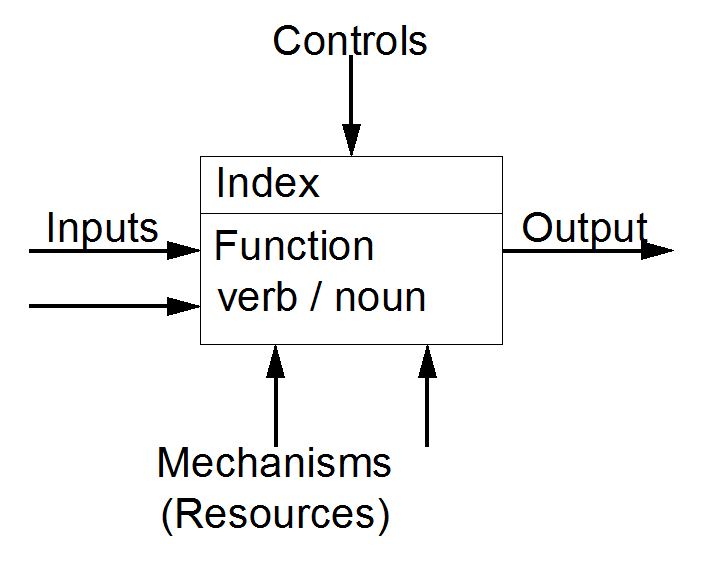 Controls
Index
Inputs
Function
Output
verb / noun
Mechanisms
(Resources)